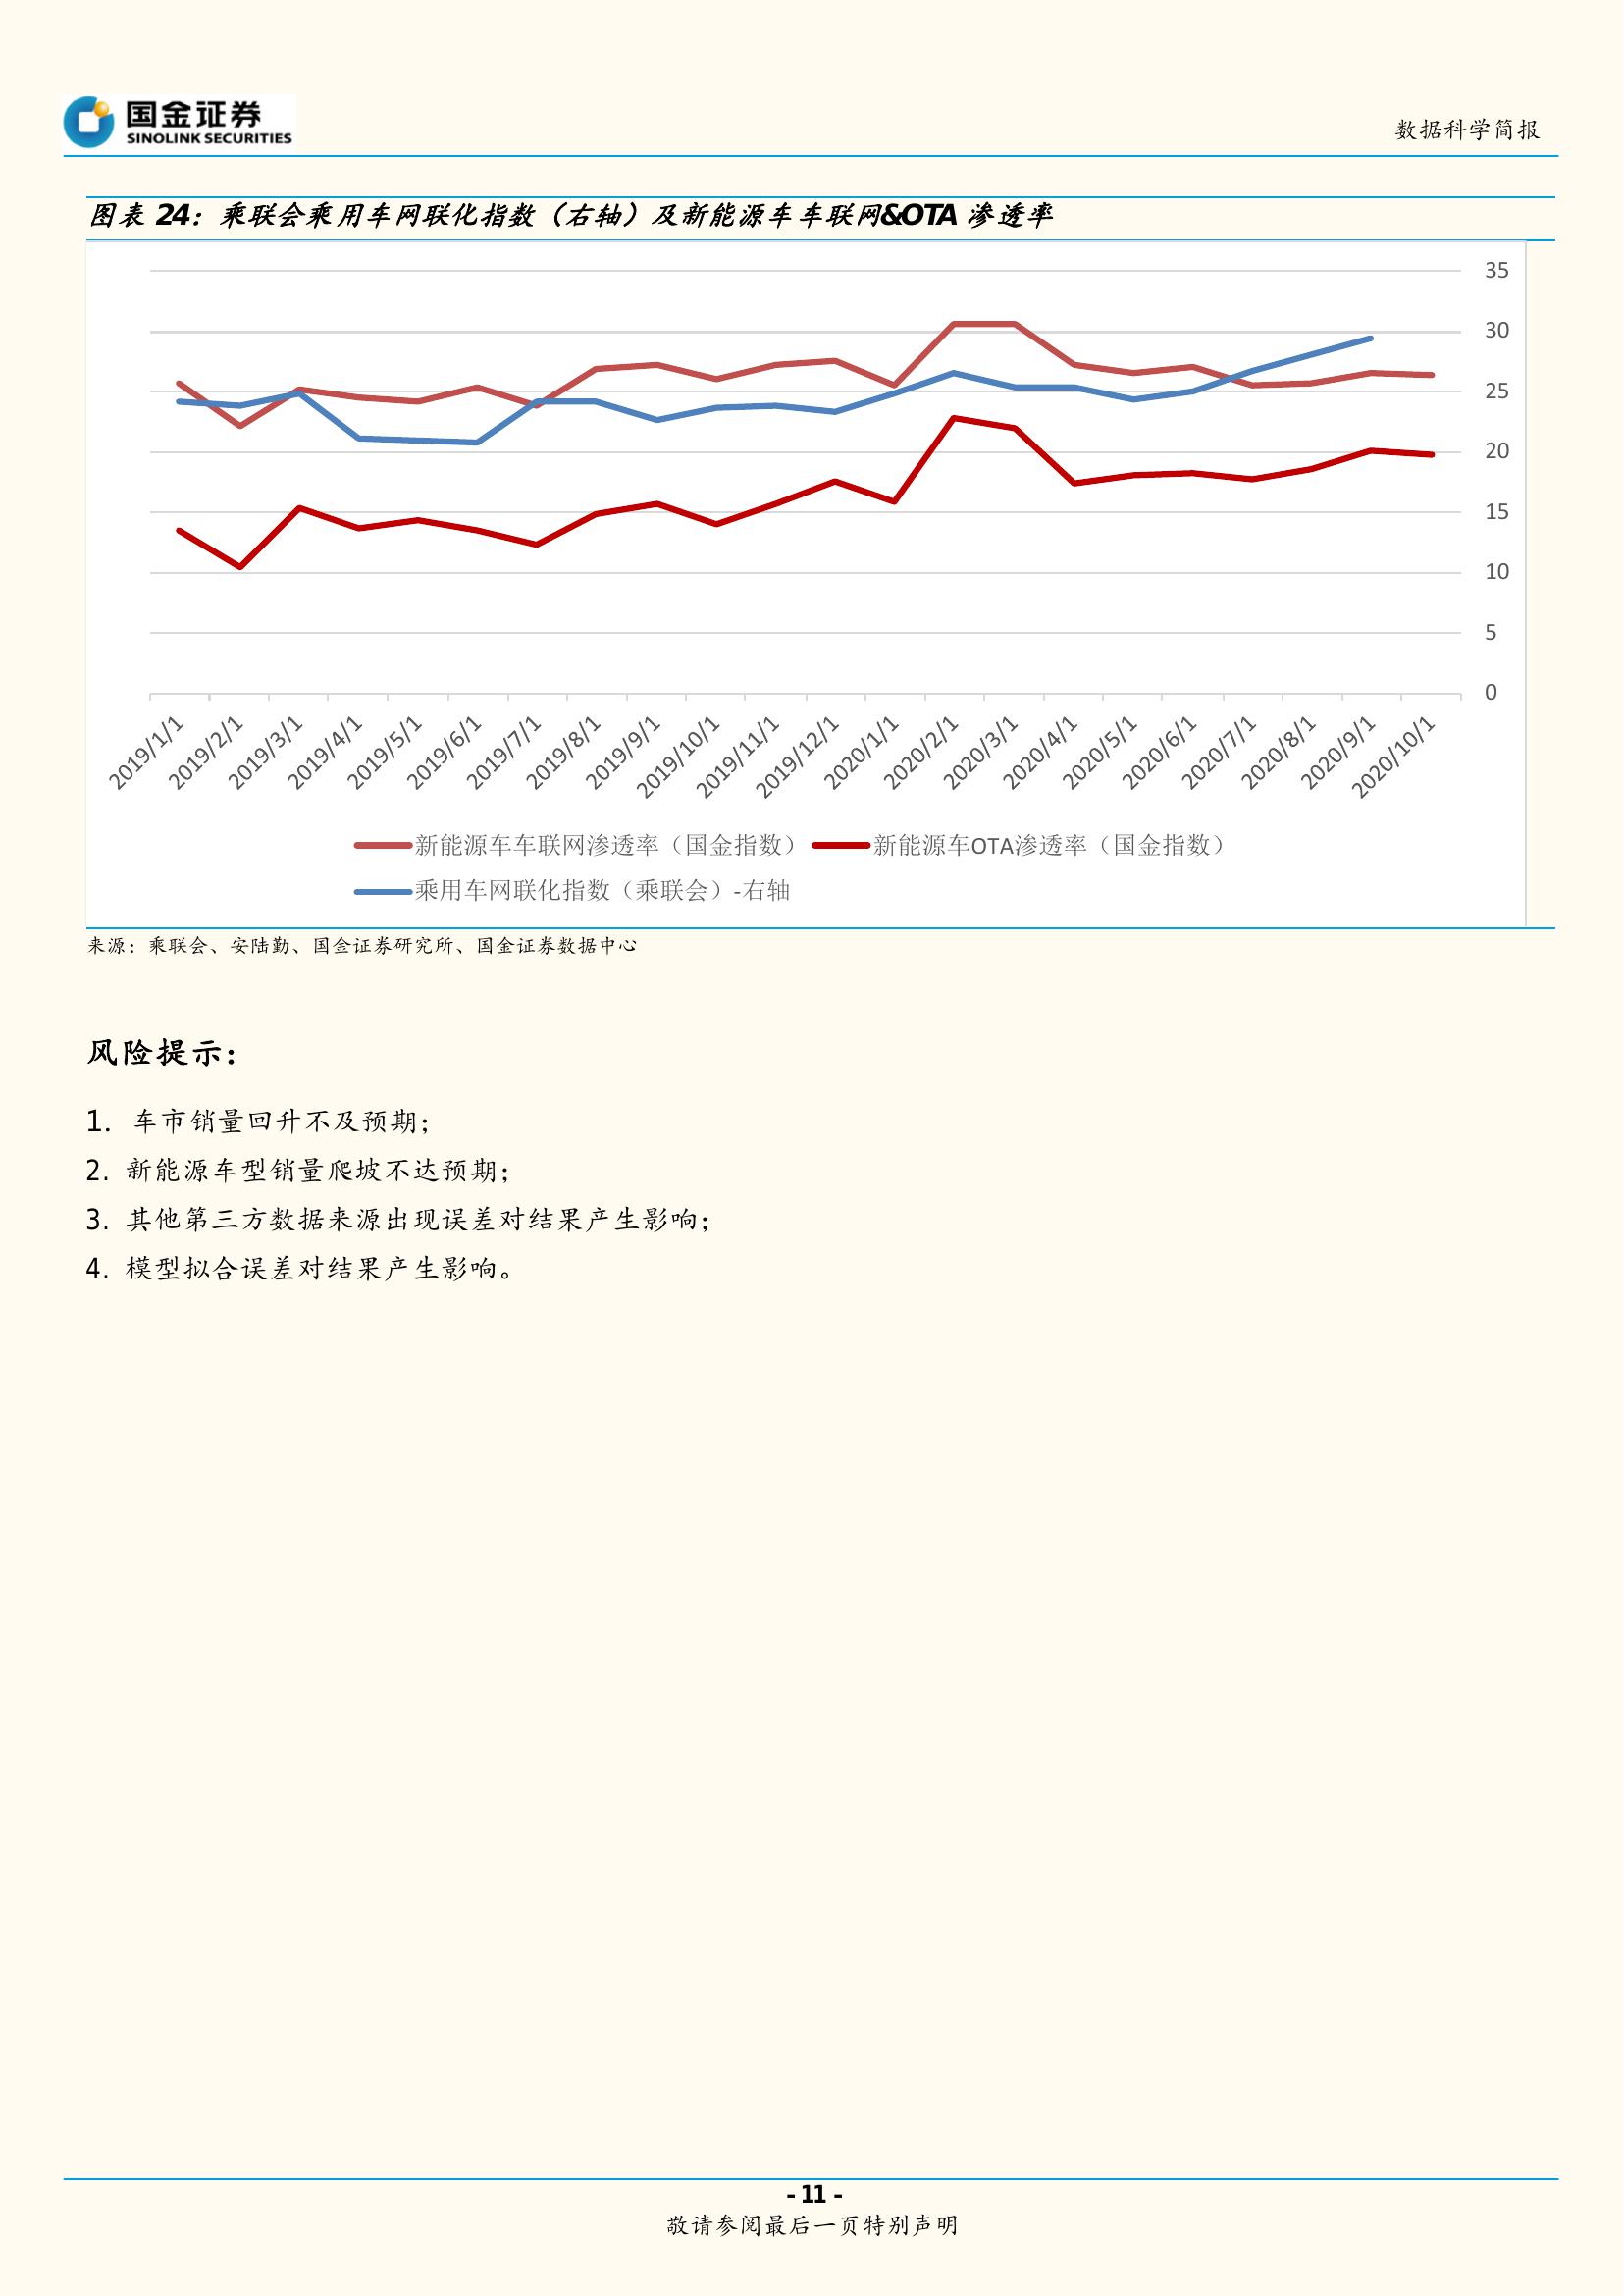 国金证券
SINOLINK SECURITIES
数据科学简报
图表 24：乘联会乘用车网联化指数（右轴）及新能源车车联网&OTA 渗透率
35
30
25
20
15
10
5
0
2019/1/1
2019/2/1
2019/3/1
2019/4/1
2019/5/1
2019/6/1
2019/7/1
2019/8/1
2019/9/1
2019/10/1
2019/11/1
2019/12/1
2020/1/1
2020/2/1
2020/3/1
2020/4/1
2020/5/1
2020/6/1
2020/7/1
2020/8/1
2020/9/1
2020/10/1
新能源车车联网渗透率（国金指数） 新能源车OTA渗透率（国金指数）
乘用车网联化指数（乘联会）-右轴
来源：乘联会、安陆勤、国金证券研究所、国金证券数据中心
风险提示：
1. 车市销量回升不及预期；
2. 新能源车型销量爬坡不达预期；
3. 其他第三方数据来源出现误差对结果产生影响；
4. 模型拟合误差对结果产生影响。
- 11 -
敬请参阅最后一页特别声明